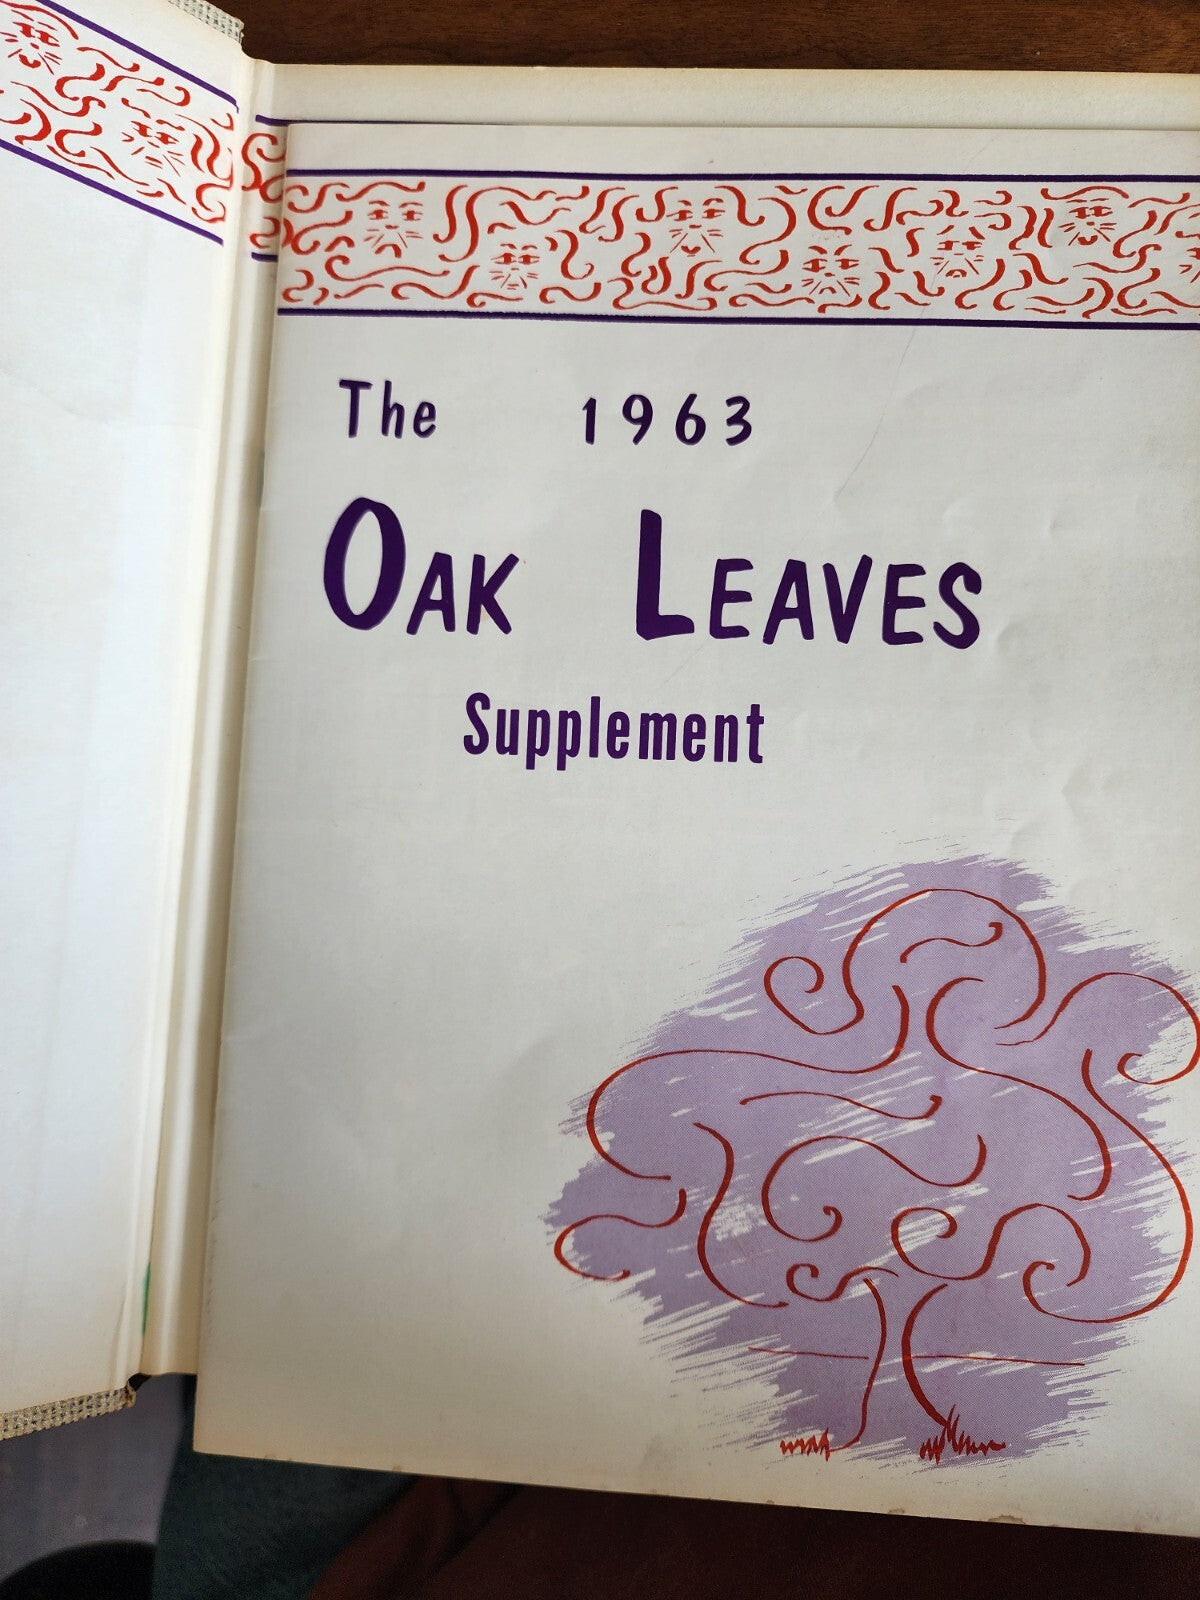 The 1963
OAK LEAVES
Supplement